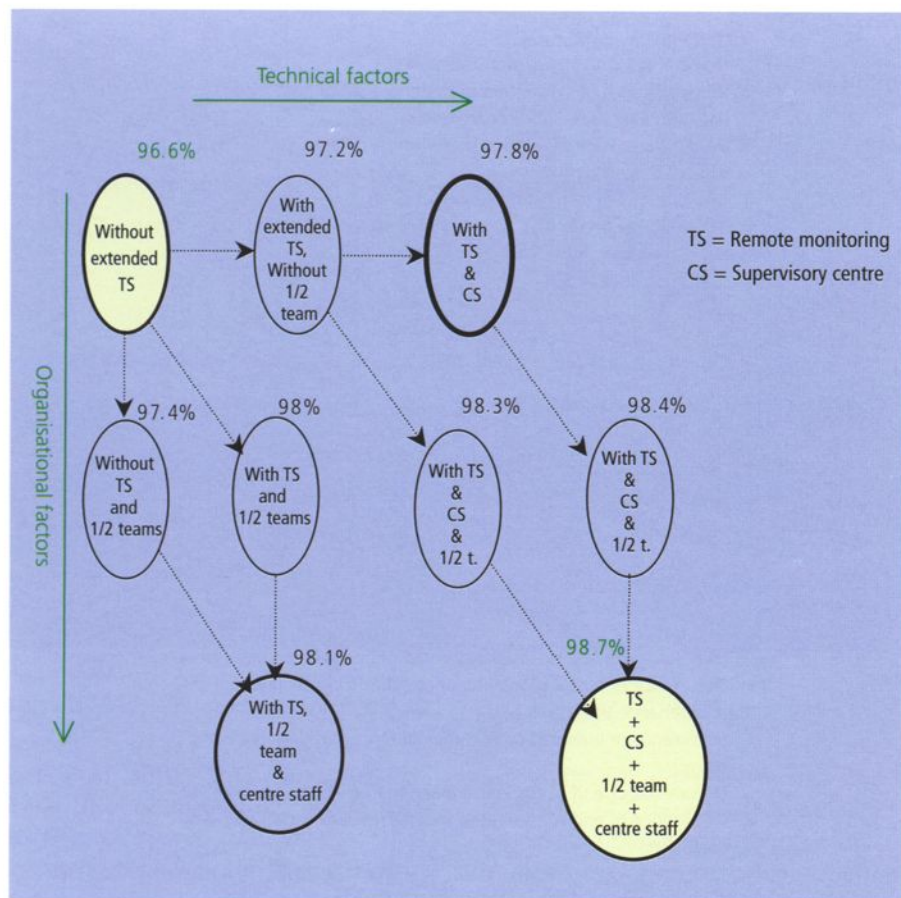 Technical factors
96.6%
97.2%
97.8%
Without
extended
TS
With
extended
TS,
Without
1/2
team
With
TS
&
CS
TS = Remote monitoring
CS = Supervisory centre
Organisational factors
97.4%
98%
98.3%
98.4%
Without
TS
and
1/2 teams
With TS
and
1/2 teams
With TS
&
CS
&
1/2 t.
With TS
&
CS
&
1/2 t.
98.1%
98.7%
With TS,
1/2
team
&
centre staff
TS
+
CS
+
1/2 team
+
centre staff